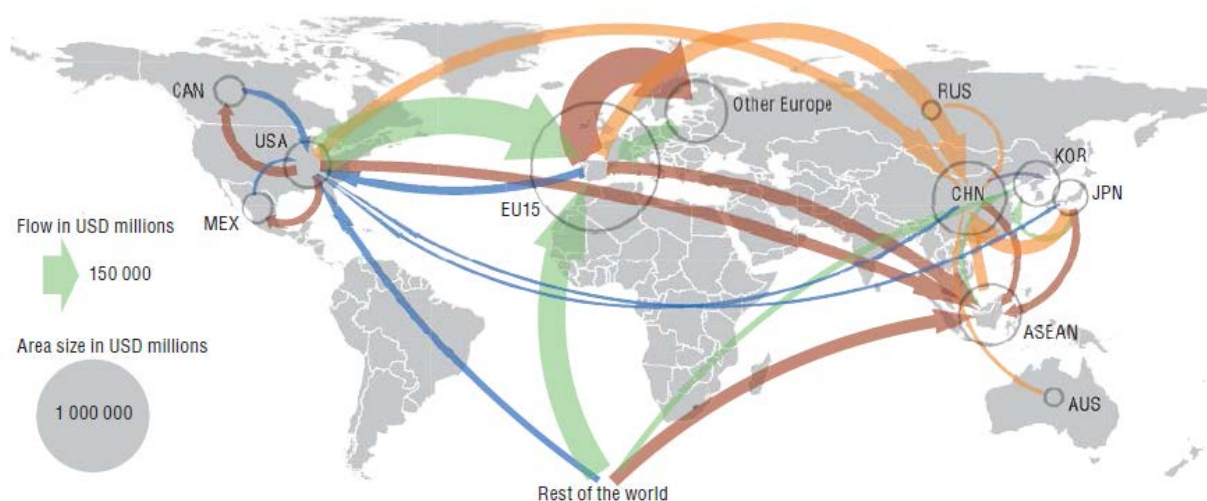 CAN
USA
MEX
Flow in USD millions
150 000
Area size in USD millions
1 000 000
EU15
Other Europe
RUS
KOR
CHN
JPN
ASEAN
AUS
Rest of the world